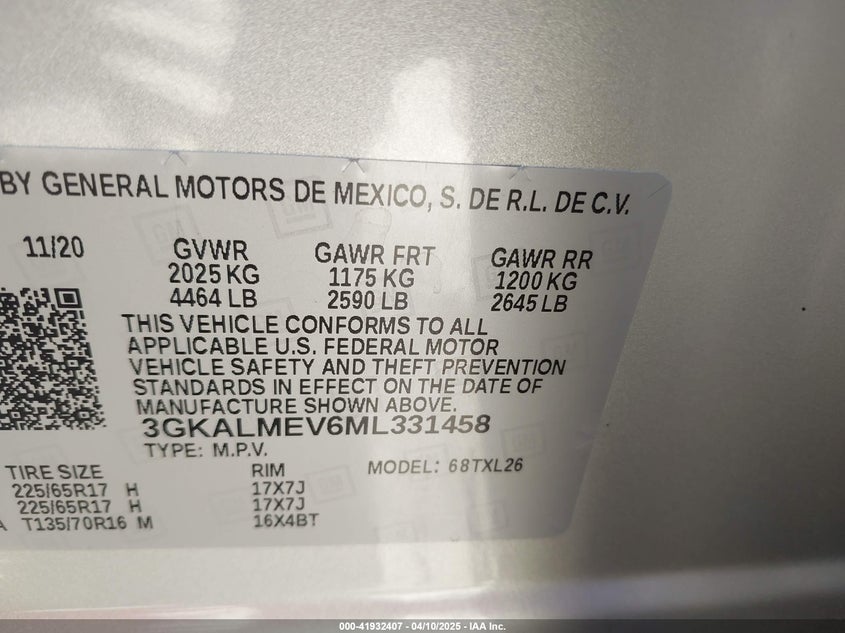 BY GENERAL MOTORS DE MEXICO, S. DE R.L. DE C.V.
11/20 GVWR GAWR FRT GAWR RR
2025 KG 1175 KG 1200 KG
4464 LB 2590 LB 2645 LB
THIS VEHICLE CONFORMS TO ALL
APPLICABLE U.S. FEDERAL MOTOR
VEHICLE SAFETY AND THEFT PREVENTION
STANDARDS IN EFFECT ON THE DATE OF
MANUFACTURE SHOWN ABOVE.
3GKALMEV6ML331458
TYPE: M.P.V.
TIRE SIZE RIM MODEL: 68TXL26
225/65R17 H 17X7J
225/65R17 H 17X7J
A T135/70R16 M 16X4BT
000-41932407 - 04/10/2025 - IAA Inc.